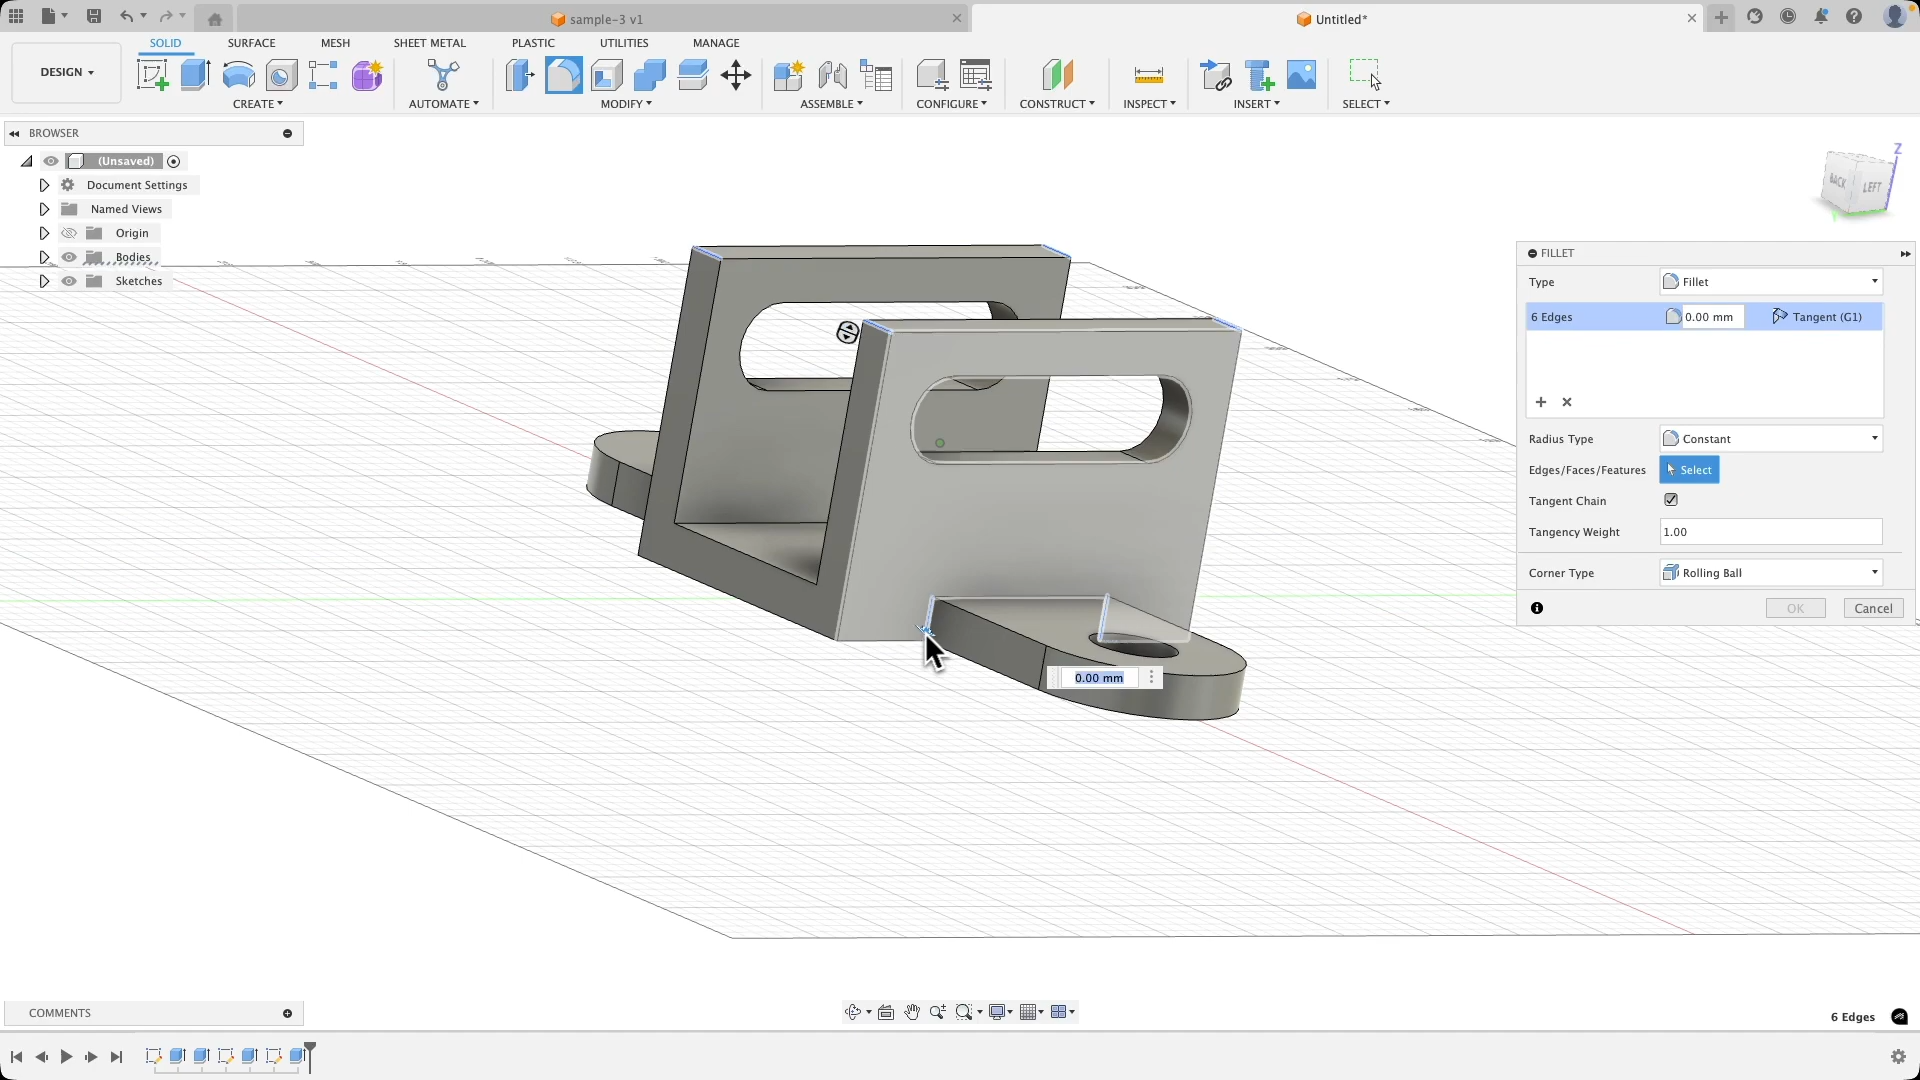 sample-3 v1
Untitled*
DESIGN
SOLID
SURFACE
MESH
SHEET METAL
PLASTIC
UTILITIES
MANAGE
CREATE
AUTOMATE
MODIFY
ASSEMBLE
CONFIGURE
CONSTRUCT
INSPECT
INSERT
SELECT
BROWSER
(Unsaved)
Document Settings
Named Views
Origin
Bodies
Sketches
Z
BACK
LEFT
FILLET
Type
Fillet
6 Edges
0.00 mm
Tangent (G1)
Radius Type
Constant
Edges/Faces/Features
Select
Tangent Chain
Tangency Weight
1.00
Corner Type
Rolling Ball
OK
Cancel
0.00 mm
COMMENTS
6 Edges